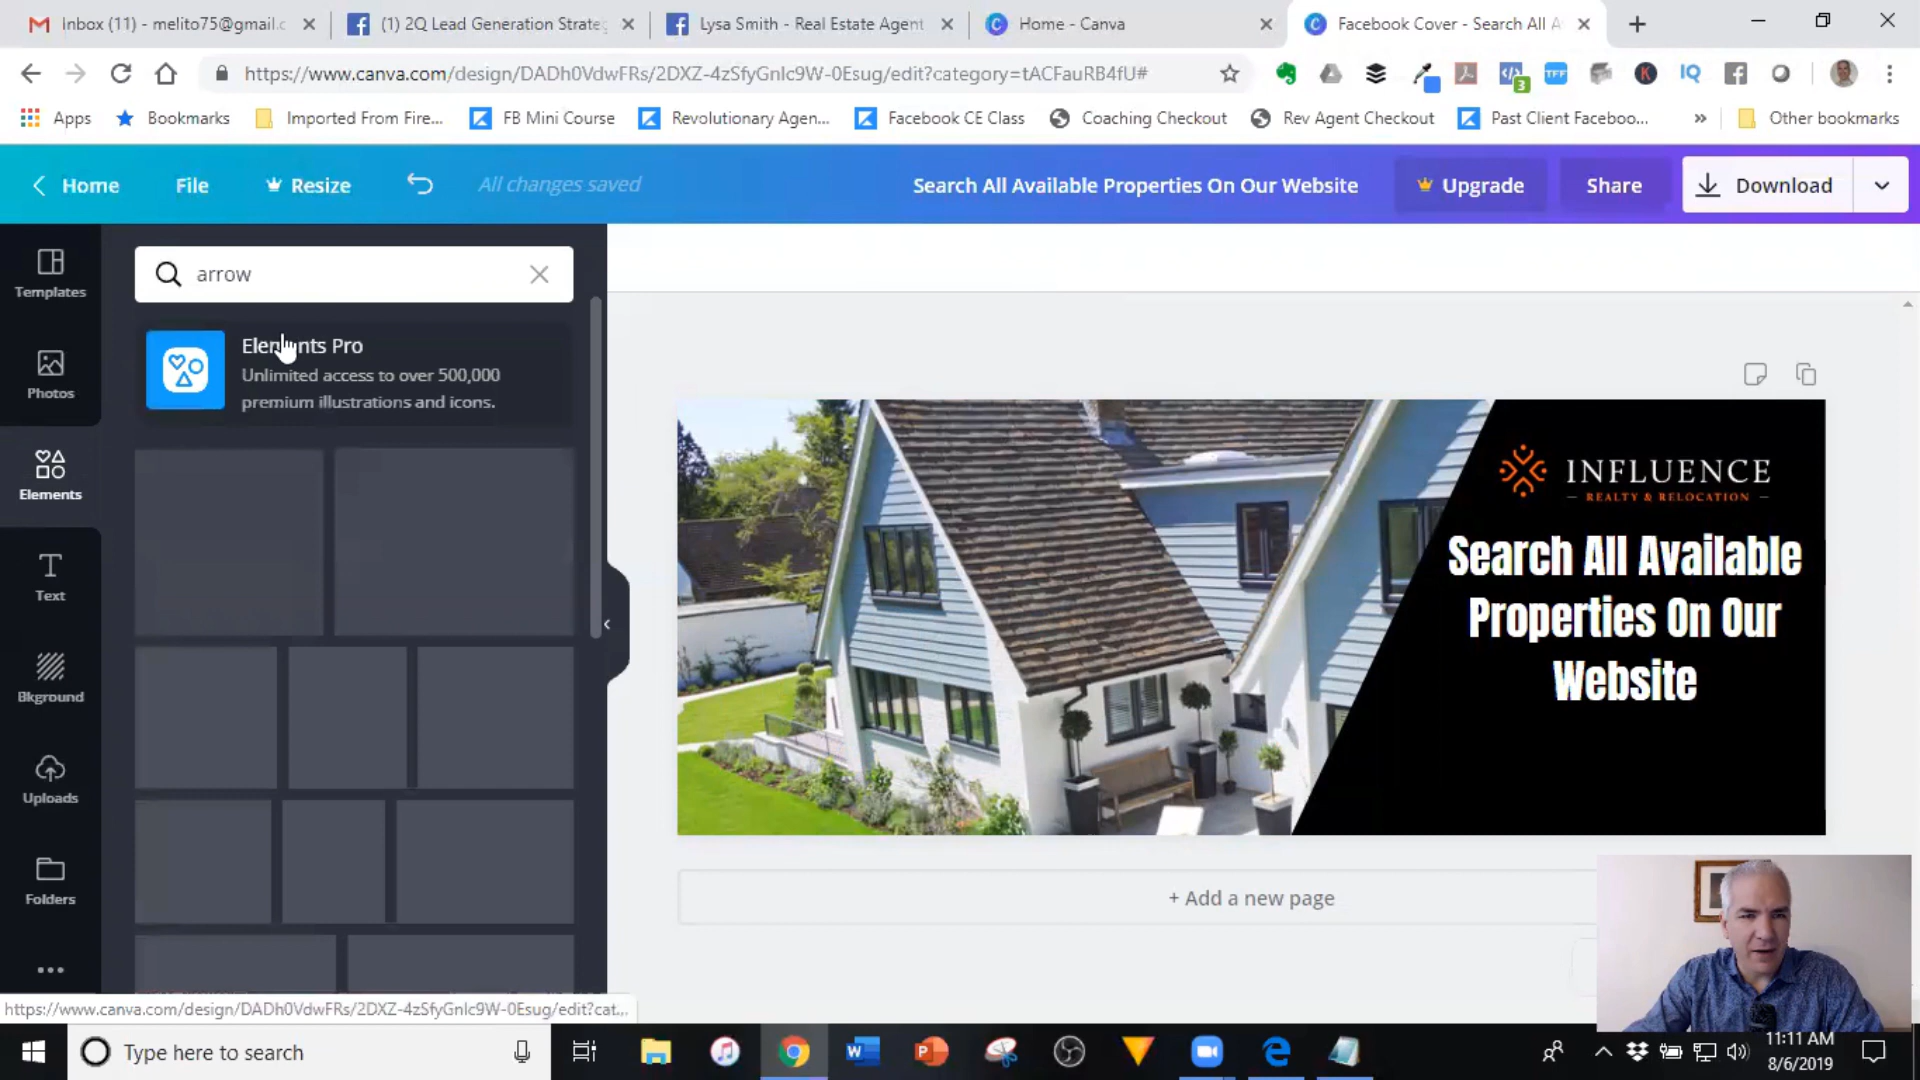 Inbox (11) - melito75@gmail.c
(1) 2Q Lead Generation Strate
Lysa Smith - Real Estate Agent
Home - Canva
Facebook Cover - Search All A
https://www.canva.com/design/DADh0VdwFRs/2DXZ-4zSfyGnIc9W-0Esug/edit?category=tACFauRB4fU#
3
TFF
K
IQ
Apps
Bookmarks
Imported From Fire...
FB Mini Course
Revolutionary Agen...
Facebook CE Class
Coaching Checkout
Rev Agent Checkout
Past Client Faceboo...
»
Other bookmarks
Home
File
Resize
All changes saved
Search All Available Properties On Our Website
Upgrade
Share
Download
Templates
Photos
Elements
Text
Bkground
Uploads
Folders
arrow
Elements Pro
Unlimited access to over 500,000
premium illustrations and icons.
INFLUENCE
REALTY & RELOCATION
Search All Available
Properties On Our
Website
+ Add a new page
https://www.canva.com/design/DADh0VdwFRs/2DXZ-4zSfyGnIc9W-0Esug/edit?cat...
Type here to search
11:11 AM
8/6/2019